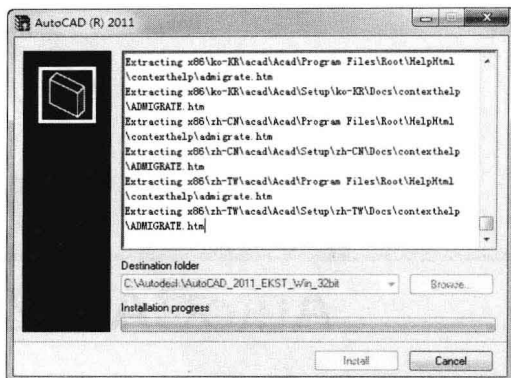 AutoCAD (R) 2011
Extracting x86\ko-KR\acad\Acad\Program Files\Root\HelpHtml
\contexthelp\admigrate.htm
Extracting x86\ko-KR\acad\Acad\Setup\ko-KR\Docs\contexthelp
\ADMIGRATE.htm
Extracting x86\zh-CN\acad\Acad\Program Files\Root\HelpHtml
\contexthelp\admigrate.htm
Extracting x86\zh-CN\acad\Acad\Setup\zh-CN\Docs\contexthelp
\ADMIGRATE.htm
Extracting x86\zh-TW\acad\Acad\Program Files\Root\HelpHtml
\contexthelp\admigrate.htm
Extracting x86\zh-TW\acad\Acad\Setup\zh-TW\Docs\contexthelp
\ADMIGRATE.htm
Destination folder
C:\Autodesk\AutoCAD_2011_EKST_Win_32bit
Browse...
Installation progress
Install
Cancel